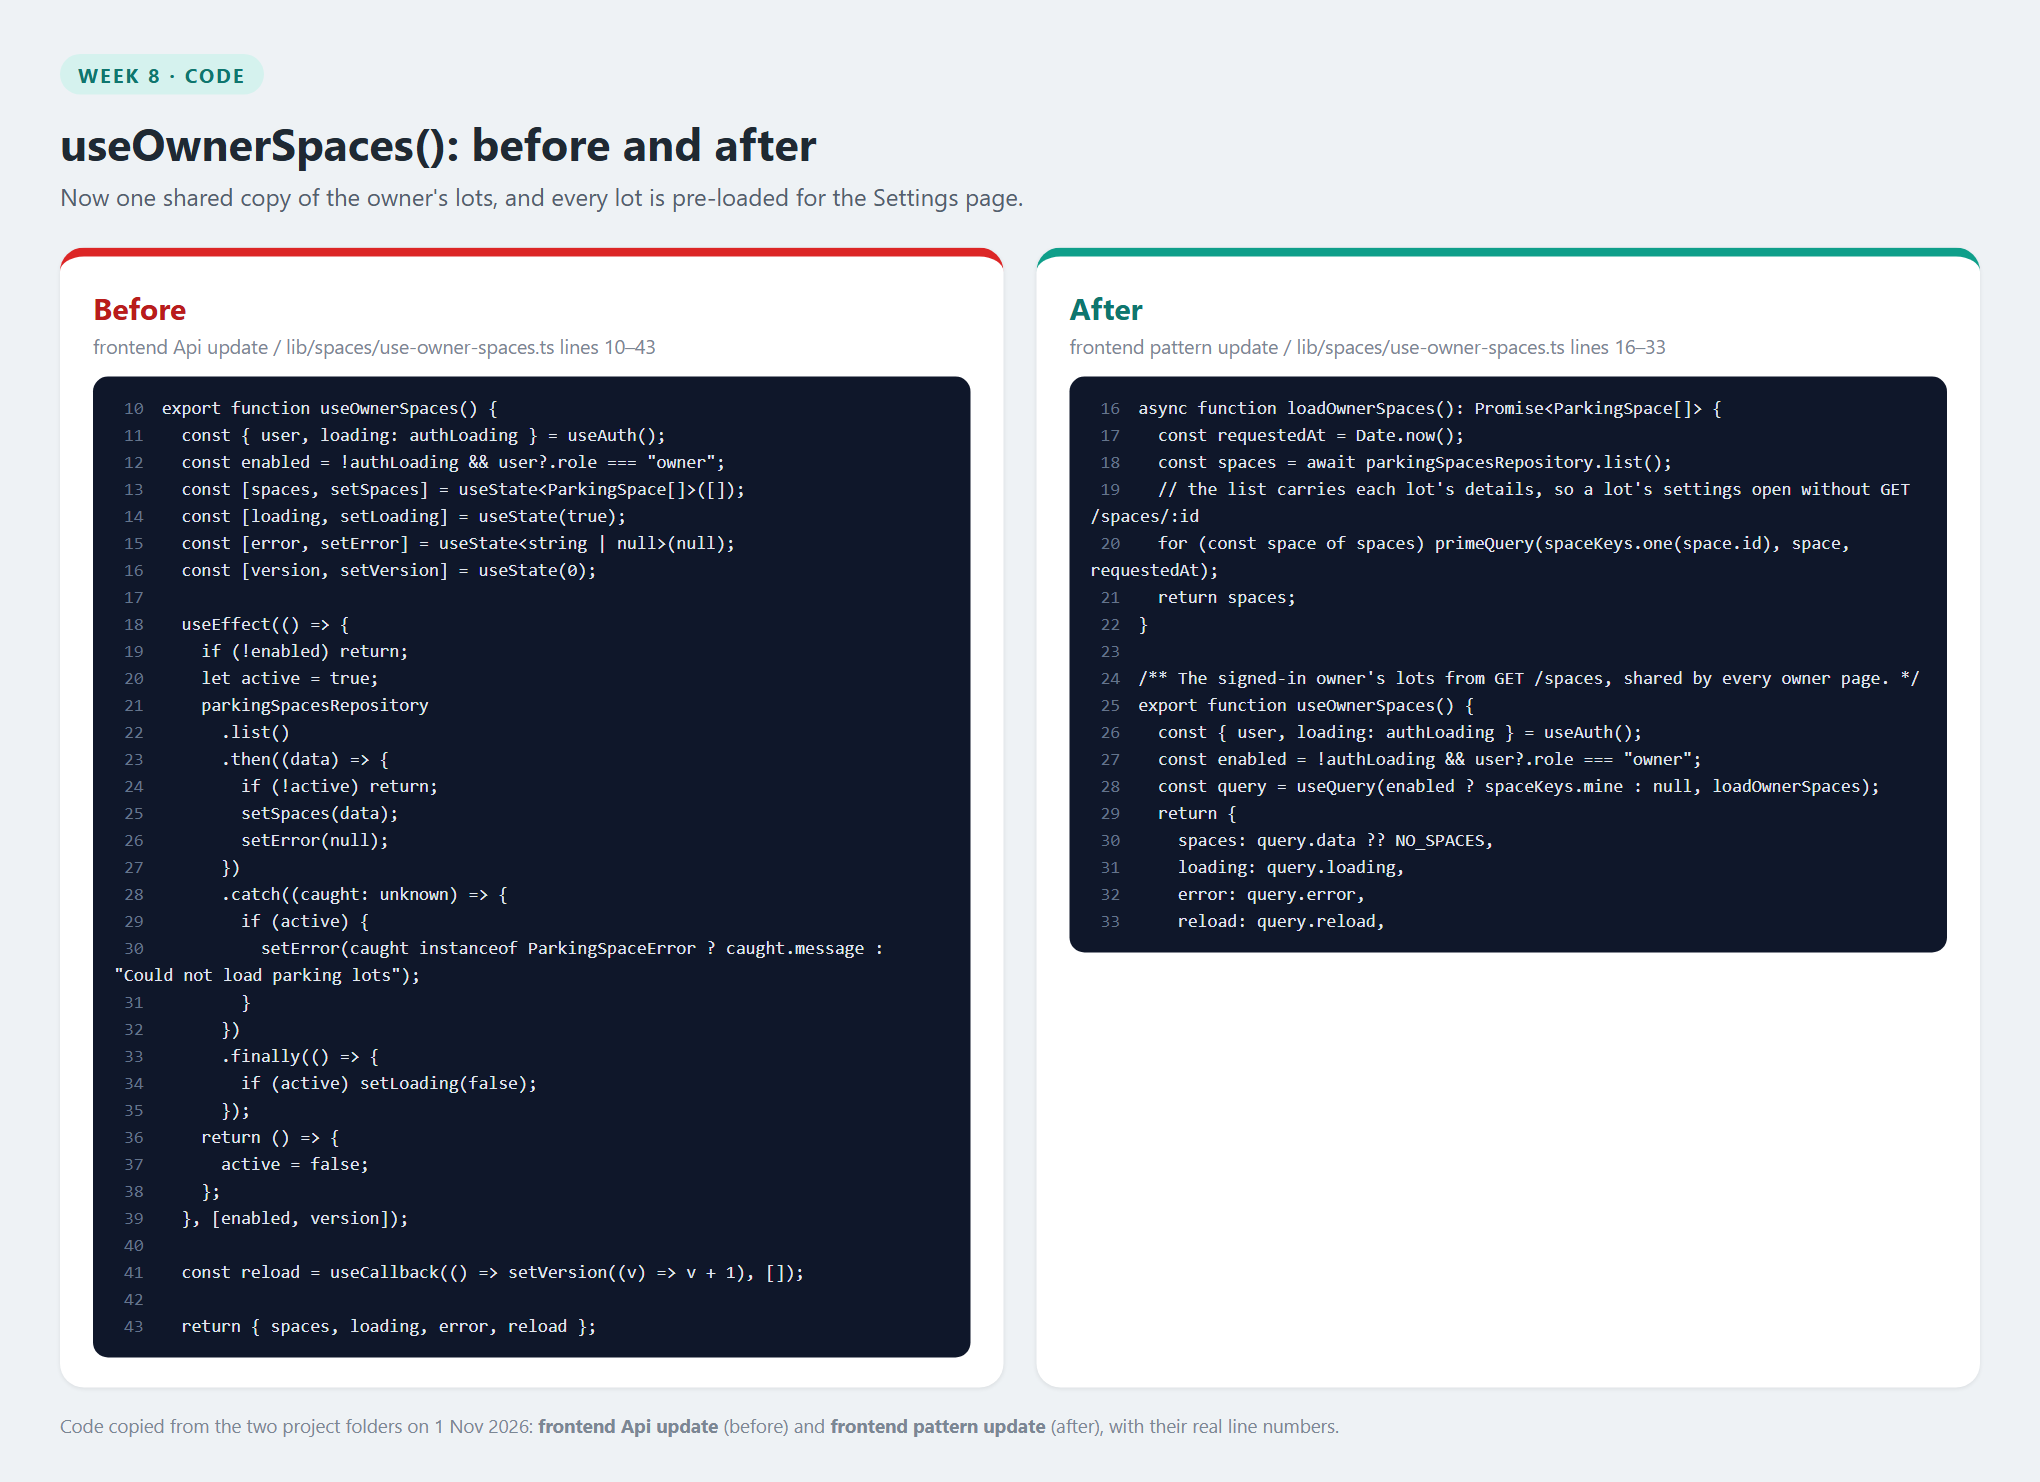 WEEK 8 · CODE
useOwnerSpaces(): before and after
Now one shared copy of the owner's lots, and every lot is pre-loaded for the Settings page.
Before
frontend Api update / lib/spaces/use-owner-spaces.ts lines 10–43
10 export function useOwnerSpaces() {
11   const { user, loading: authLoading } = useAuth();
12   const enabled = !authLoading && user?.role === "owner";
13   const [spaces, setSpaces] = useState<ParkingSpace[]>([]);
14   const [loading, setLoading] = useState(true);
15   const [error, setError] = useState<string | null>(null);
16   const [version, setVersion] = useState(0);
17
18   useEffect(() => {
19     if (!enabled) return;
20     let active = true;
21     parkingSpacesRepository
22       .list()
23       .then((data) => {
24         if (!active) return;
25         setSpaces(data);
26         setError(null);
27       })
28       .catch((caught: unknown) => {
29         if (active) {
30           setError(caught instanceof ParkingSpaceError ? caught.message :
"Could not load parking lots");
31         }
32       })
33       .finally(() => {
34         if (active) setLoading(false);
35       });
36     return () => {
37       active = false;
38     };
39   }, [enabled, version]);
40
41   const reload = useCallback(() => setVersion((v) => v + 1), []);
42
43   return { spaces, loading, error, reload };
After
frontend pattern update / lib/spaces/use-owner-spaces.ts lines 16–33
16 async function loadOwnerSpaces(): Promise<ParkingSpace[]> {
17   const requestedAt = Date.now();
18   const spaces = await parkingSpacesRepository.list();
19   // the list carries each lot's details, so a lot's settings open without GET
/spaces/:id
20   for (const space of spaces) primeQuery(spaceKeys.one(space.id), space,
requestedAt);
21   return spaces;
22 }
23
24 /** The signed-in owner's lots from GET /spaces, shared by every owner page. */
25 export function useOwnerSpaces() {
26   const { user, loading: authLoading } = useAuth();
27   const enabled = !authLoading && user?.role === "owner";
28   const query = useQuery(enabled ? spaceKeys.mine : null, loadOwnerSpaces);
29   return {
30     spaces: query.data ?? NO_SPACES,
31     loading: query.loading,
32     error: query.error,
33     reload: query.reload,
Code copied from the two project folders on 1 Nov 2026: frontend Api update (before) and frontend pattern update (after), with their real line numbers.